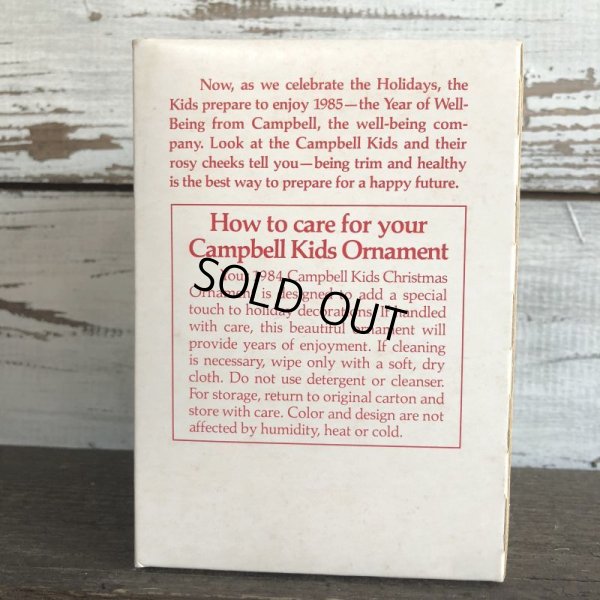 Now, as we celebrate the Holidays, the
Kids prepare to enjoy 1985—the Year of Well-
Being from Campbell, the well-being com-
pany. Look at the Campbell Kids and their
rosy cheeks tell you—being trim and healthy
is the best way to prepare for a happy future.
How to care for your
Campbell Kids Ornament
Your 1984 Campbell Kids Christmas
Ornament is designed to add a special
touch to holiday decorations. If handled
with care, this beautiful ornament will
provide years of enjoyment. If cleaning
is necessary, wipe only with a soft, dry
cloth. Do not use detergent or cleanser.
For storage, return to original carton and
store with care. Color and design are not
affected by humidity, heat or cold.
SOLD OUT